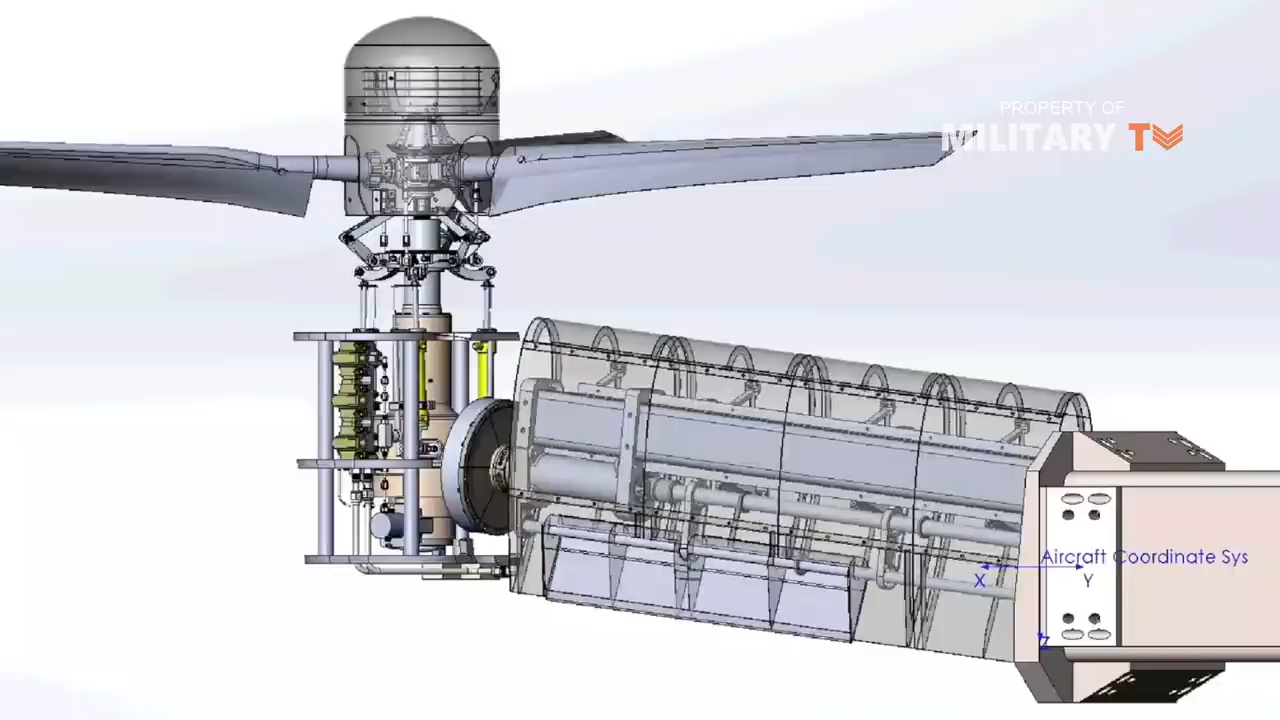 PROPERTY OF
MILITARY TV
Aircraft Coordinate Sys
X
Y
Z